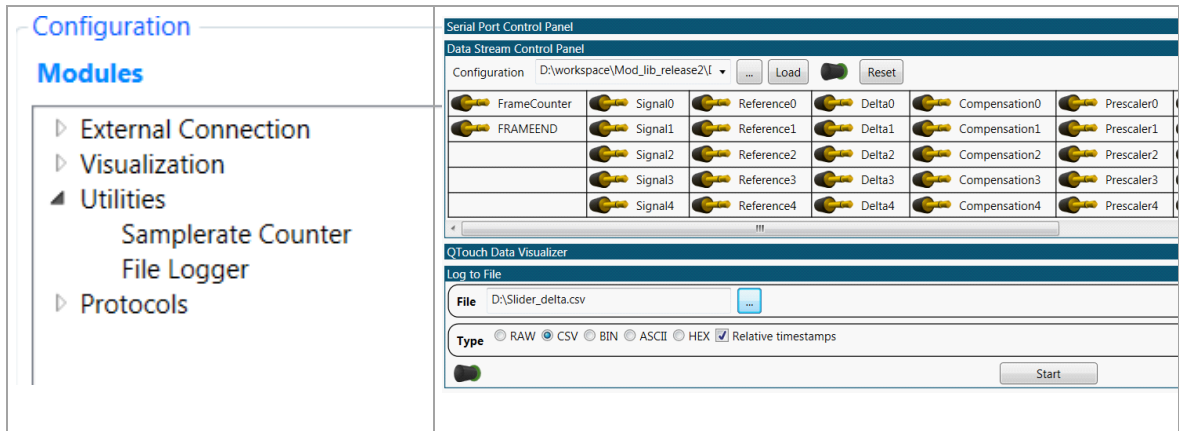 Configuration
Modules
External Connection
Visualization
Utilities
Samplerate Counter
File Logger
Protocols
Serial Port Control Panel
Data Stream Control Panel
Configuration D:\workspace\Mod_lib_release2\[ ... Load Reset
FrameCounter Signal0 Reference0 Delta0 Compensation0 Prescaler0
FRAMEEND Signal1 Reference1 Delta1 Compensation1 Prescaler1
Signal2 Reference2 Delta2 Compensation2 Prescaler2
Signal3 Reference3 Delta3 Compensation3 Prescaler3
Signal4 Reference4 Delta4 Compensation4 Prescaler4
QTouch Data Visualizer
Log to File
File D:\Slider_delta.csv ...
Type RAW CSV BIN ASCII HEX Relative timestamps
Start